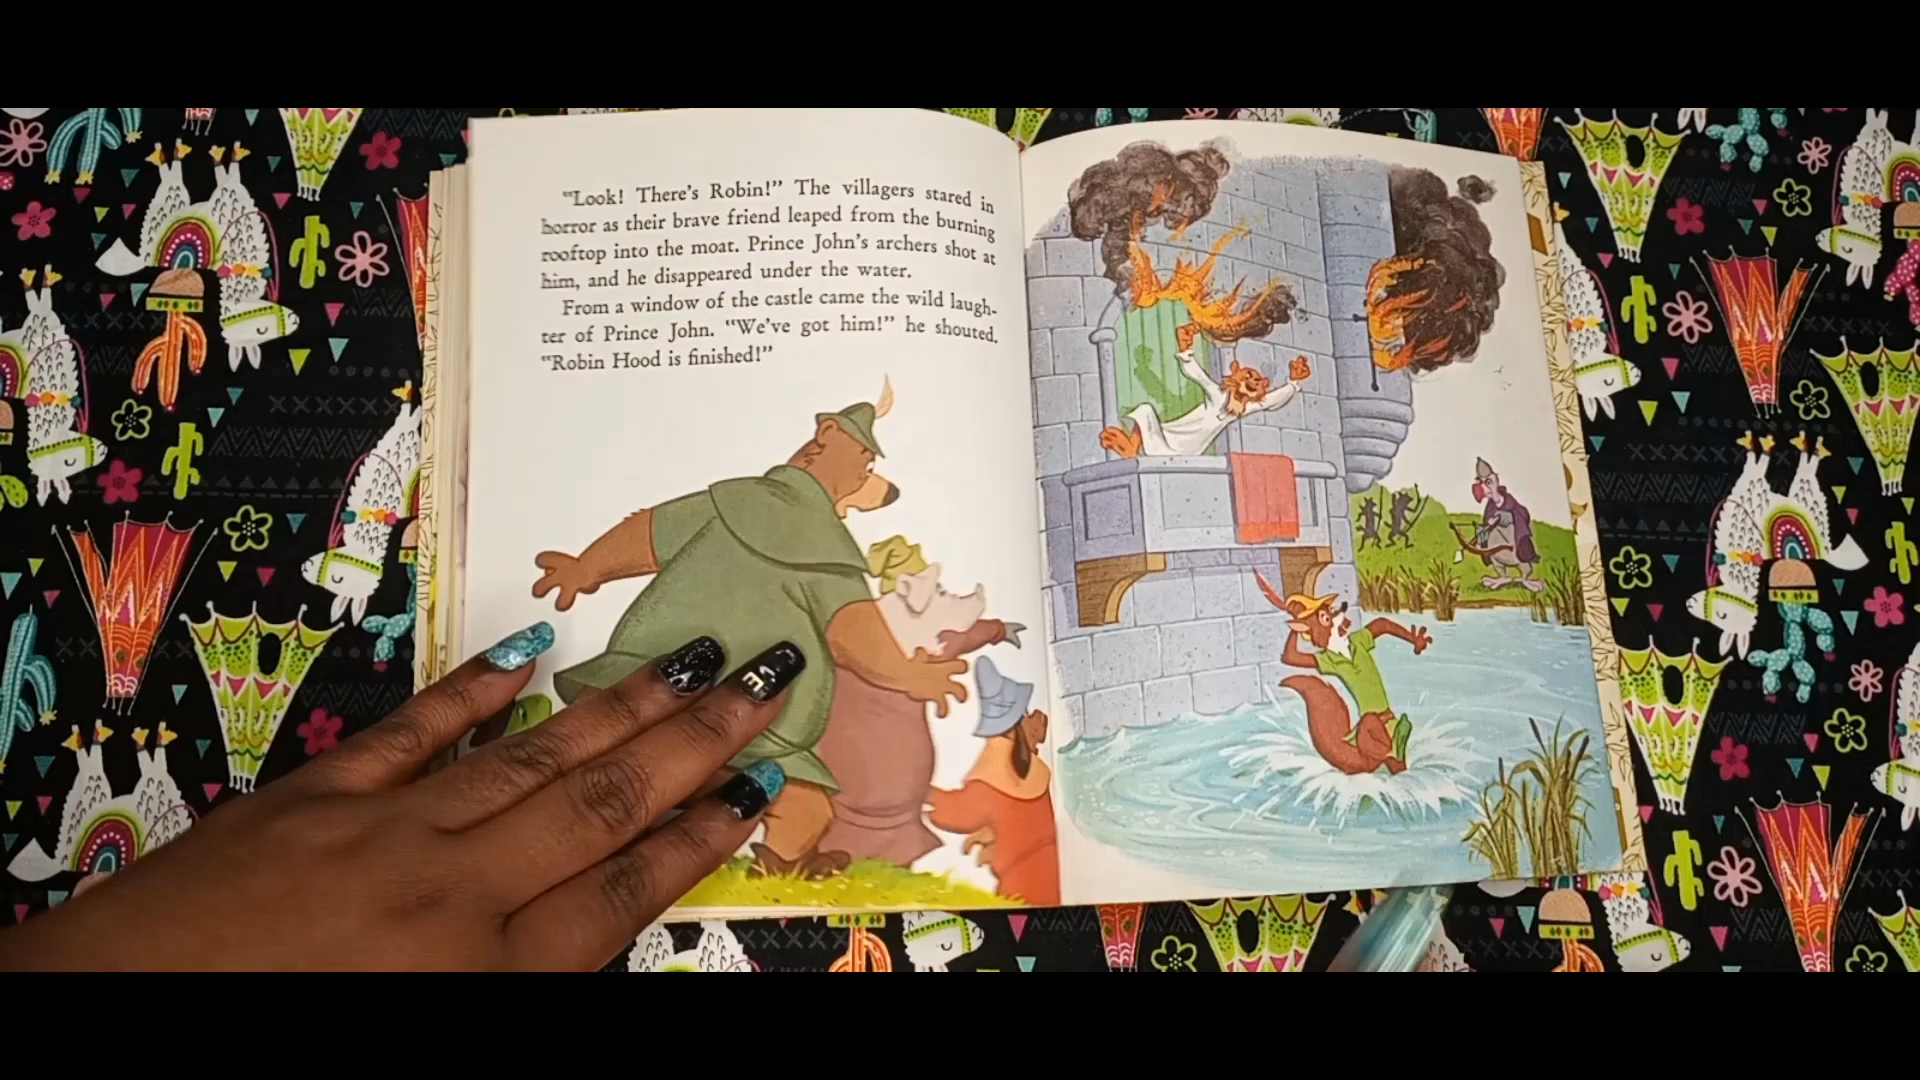 “Look! There’s Robin!” The villagers stared in
horror as their brave friend leaped from the burning
rooftop into the moat. Prince John’s archers shot at
him, and he disappeared under the water.
From a window of the castle came the wild laugh-
ter of Prince John. “We’ve got him!” he shouted.
“Robin Hood is finished!”